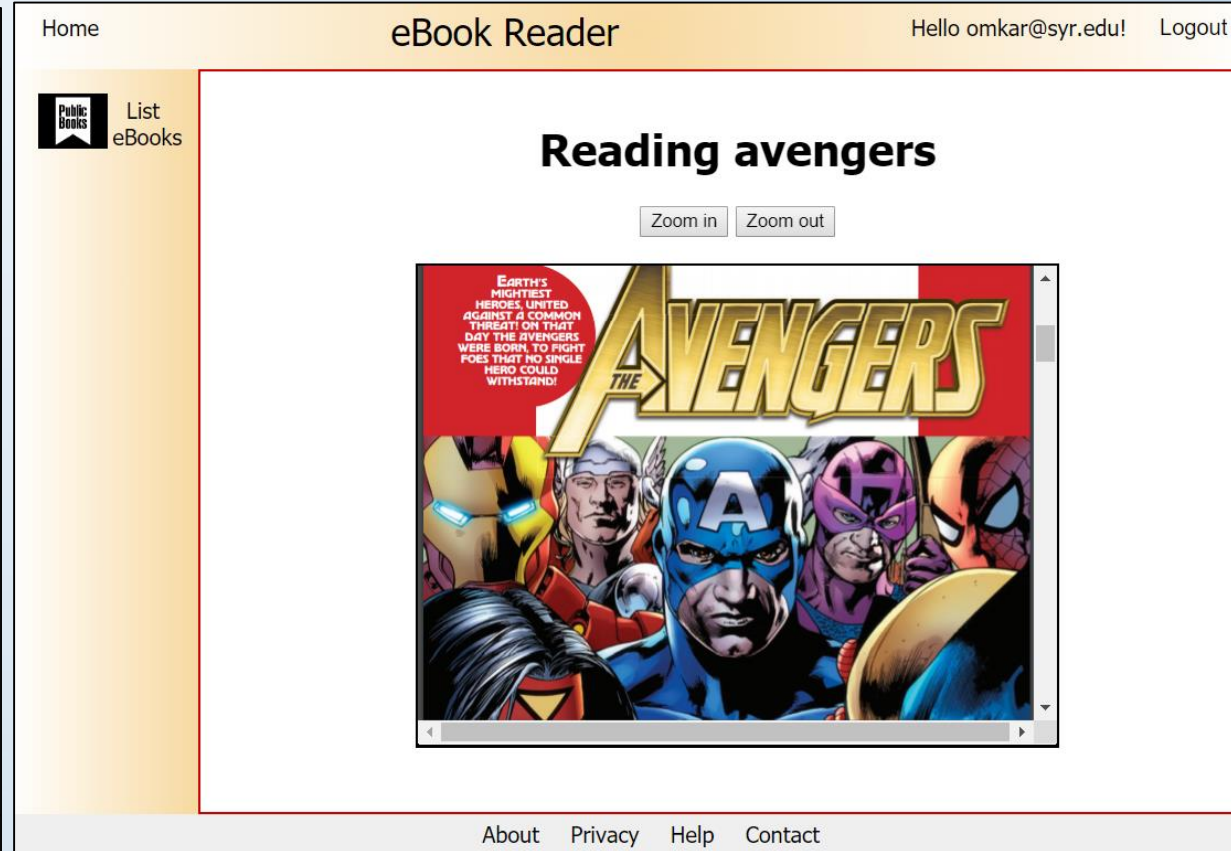 Home
eBook Reader
Hello omkar@syr.edu!
Logout
Public
Books
List
eBooks
Reading avengers
Zoom in
Zoom out
EARTH'S
MIGHTIEST
HEROES, UNITED
AGAINST A COMMON
THREAT! ON THAT
DAY THE AVENGERS
WERE BORN, TO FIGHT
FOES THAT NO SINGLE
HERO COULD
WITHSTAND!
THE AVENGERS
A
About
Privacy
Help
Contact